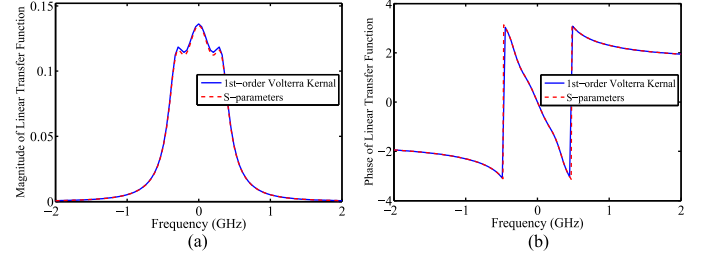 Magnitude of Linear Transfer Function
0.15
0.1
0.05
0
−2
−1
0
1
2
Frequency (GHz)
1st−order Volterra Kernal
S−parameters
(a)
Phase of Linear Transfer Function
4
2
0
−2
−4
−2
−1
0
1
2
Frequency (GHz)
1st−order Volterra Kernal
S−parameters
(b)